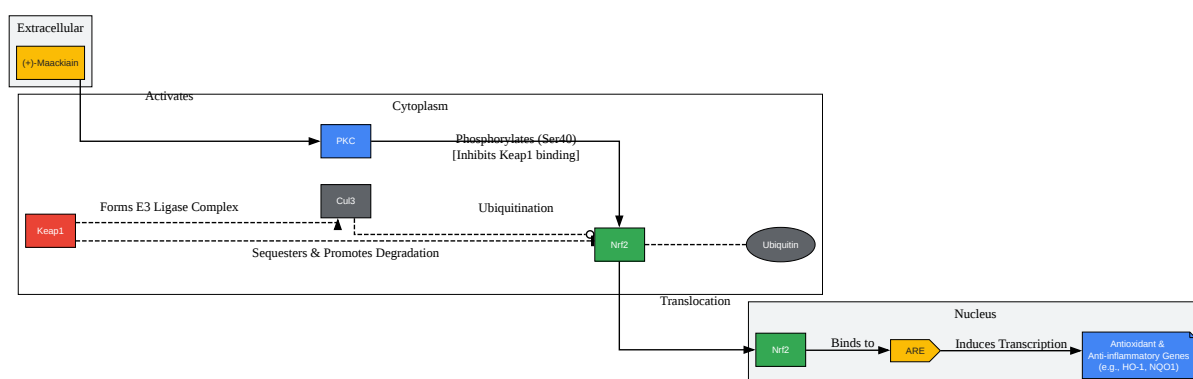 Extracellular
(+)-Maackiain
Activates
Cytoplasm
PKC
Phosphorylates (Ser40)
[Inhibits Keap1 binding]
Cul3
Forms E3 Ligase Complex
Ubiquitination
Keap1
Sequesters & Promotes Degradation
Nrf2
Ubiquitin
Translocation
Nucleus
Nrf2
Binds to
ARE
Induces Transcription
Antioxidant &
Anti-inflammatory Genes
(e.g., HO-1, NQO1)